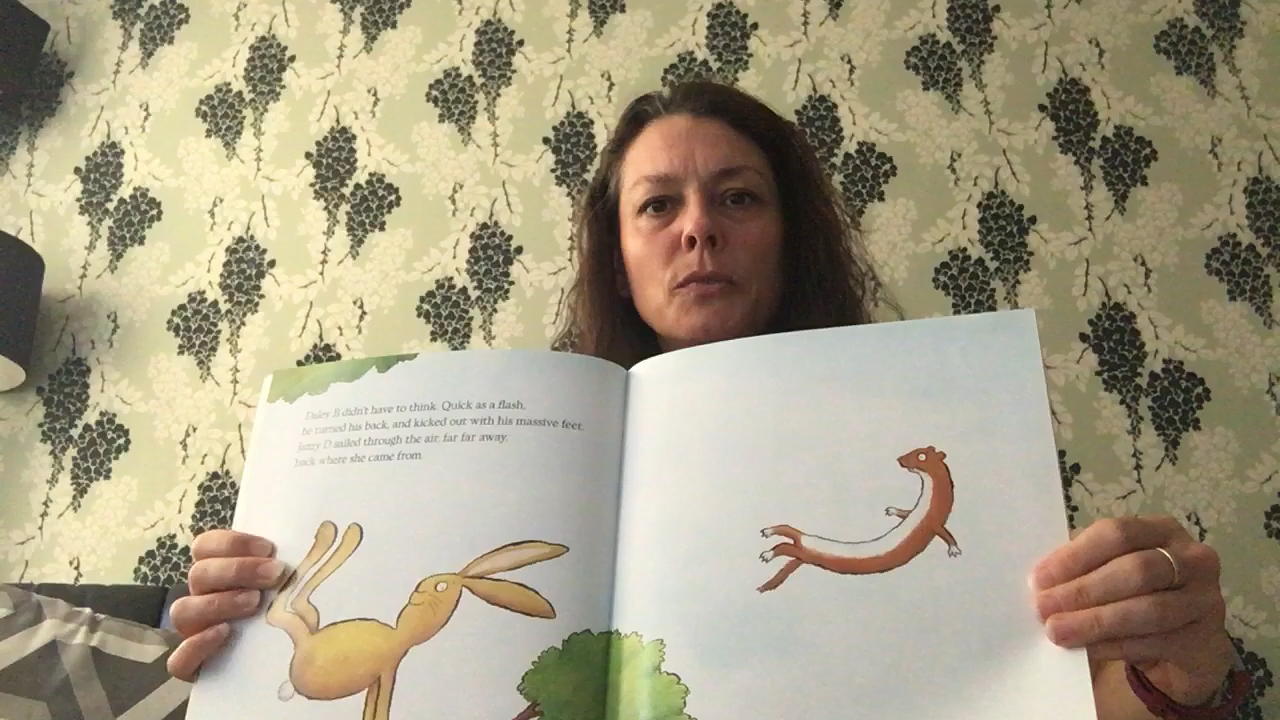 Daley B didn't have to think. Quick as a flash,
he turned his back, and kicked out with his massive feet.
Jazzy D sailed through the air, far far away,
back where she came from.